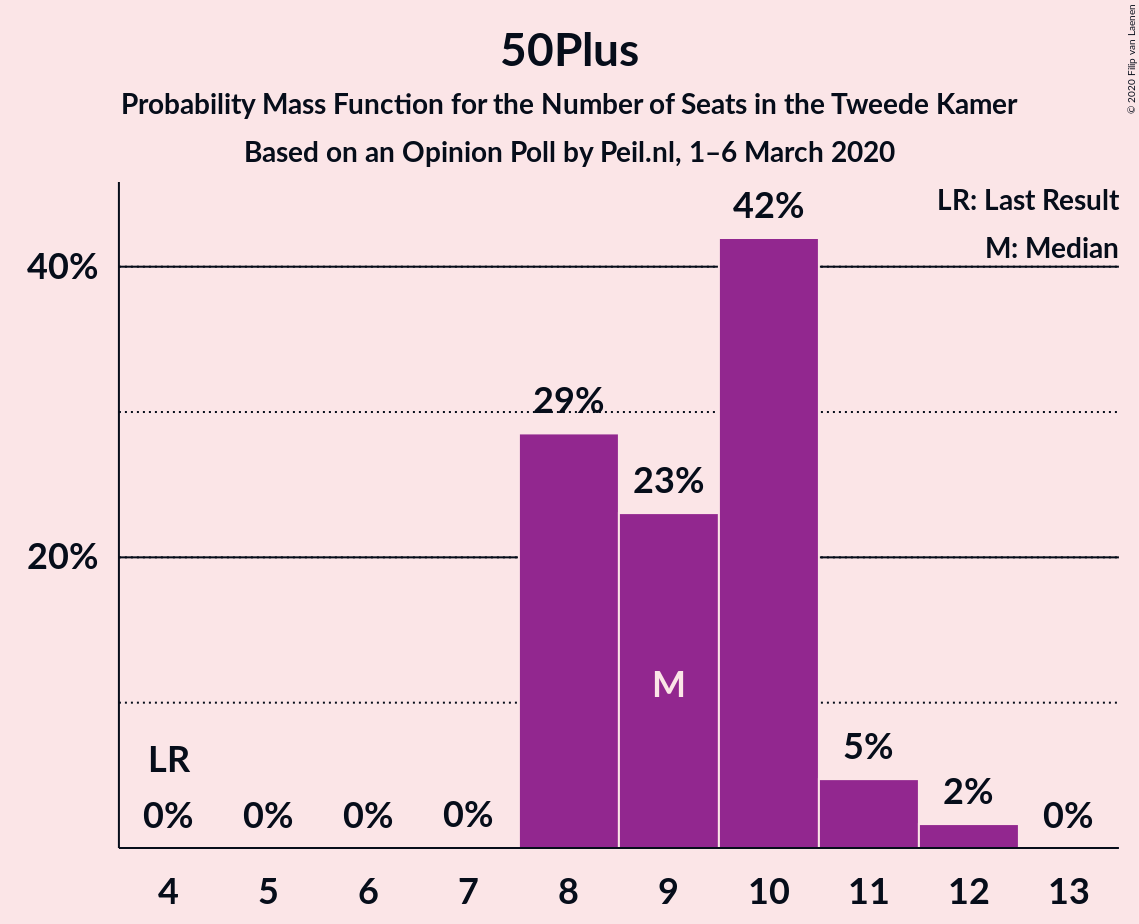 50Plus
Probability Mass Function for the Number of Seats in the Tweede Kamer
Based on an Opinion Poll by Peil.nl, 1–6 March 2020
© 2020 Filip van Laenen
LR: Last Result
M: Median
40%
20%
42%
29%
23%
M
5%
2%
LR
0% 0% 0% 0% 0%
4 5 6 7 8 9 10 11 12 13